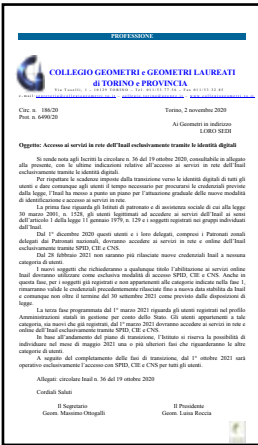 PROFESSIONE
COLLEGIO GEOMETRI e GEOMETRI LAUREATI
di TORINO e PROVINCIA
Circ. n. 186/20
Torino, 2 novembre 2020
Prot. n. 6490/20
Ai Geometri in indirizzo
LORO SEDI
Oggetto: Accesso ai servizi in rete dell'Inail esclusivamente tramite le identità digitali
Si rende nota agli Iscritti la circolare n. 36 del 19 ottobre 2020, consultabile in allegato
alla presente, con le ultime indicazioni relative all'accesso ai servizi in rete dell'Inail
esclusivamente tramite le identità digitali.
Per rispettare le scadenze imposte dalla transizione verso le identità digitali di tutti gli
utenti e dare comunque agli utenti il tempo necessario per procurarsi le credenziali previste
dalla legge, l'Inail ha messo a punto un piano per l'attuazione graduale delle nuove modalità
di identificazione e accesso ai servizi in rete.
La prima fase riguarda gli Istituti di patronato e di assistenza sociale di cui alla legge
30 marzo 2001, n. 1528, gli utenti legittimati ad accedere ai servizi dell'Inail ai sensi
dell'articolo 1 della legge 11 gennaio 1979, n. 129 e i soggetti registrati nei gruppi individuati
dall'Inail.
Dal 1° dicembre 2020 questi utenti e i loro delegati, compresi i Patronati zonali
delegati dai Patronati nazionali, dovranno accedere ai servizi in rete e online dell'Inail
esclusivamente tramite SPID, CIE e CNS.
Dal 28 febbraio 2021 non saranno più rilasciate nuove credenziali Inail a nessuna
categoria di utenti.
I nuovi soggetti che richiederanno a qualunque titolo l'abilitazione ai servizi online
Inail dovranno utilizzare come esclusiva modalità di accesso SPID, CIE e CNS. Anche in
questa fase, per i soggetti già registrati e non appartenenti alle categorie indicate nella fase 1,
rimarranno valide le credenziali precedentemente rilasciate fino a nuova data stabilita da Inail
e comunque non oltre il termine del 30 settembre 2021 come previsto dalle disposizioni di
legge.
La terza fase programmata dal 1° marzo 2021 riguarda gli utenti registrati nel profilo
Amministrazioni statali in gestione per conto dello Stato. Gli utenti appartenenti a tale
categoria, sia nuovi che già registrati, dal 1° marzo 2021 dovranno accedere ai servizi in rete e
online dell'Inail esclusivamente tramite SPID, CIE e CNS.
In base all'andamento del piano di transizione, l'Istituto si riserva la possibilità di
individuare nel mese di maggio 2021 una o più ulteriori fasi che riguarderanno le altre
categorie di utenti.
A seguito del completamento delle fasi di transizione, dal 1° ottobre 2021 sarà
operativo esclusivamente l'accesso con SPID, CIE e CNS per tutti gli utenti.
Allegati: circolare Inail n. 36 del 19 ottobre 2020
Cordiali Saluti
Il Segretario
Il Presidente
Geom. Massimo Ottogalli
Geom. Luisa Roccia